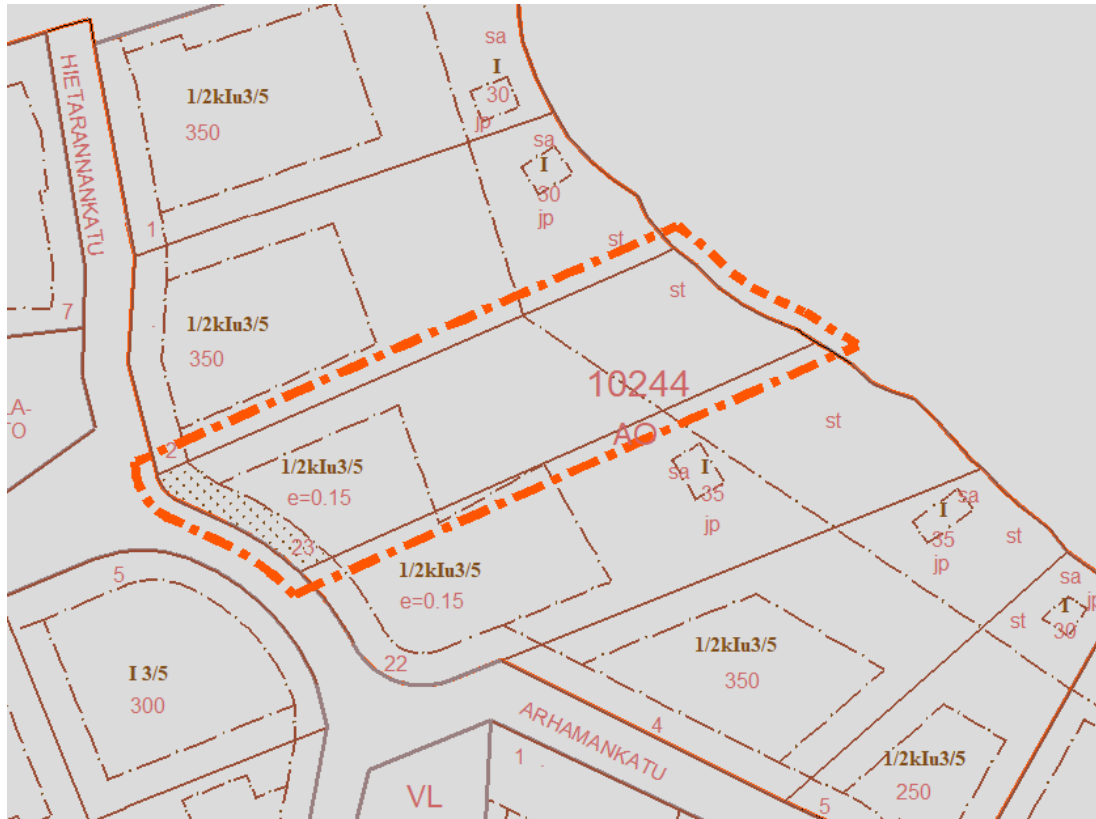 sa
I
30
jp
HIETARANNANKATU
1/2kIu3/5
350
sa
I
30
jp
1
st
st
7
1/2kIu3/5
350
10244
AO
LA-
TO
st
2
1/2kIu3/5
e=0.15
sa
I
35
jp
sa
I
35
jp
st
23
1/2kIu3/5
e=0.15
5
sa
jp
I
30
st
22
1/2kIu3/5
350
I 3/5
300
ARHAMANKATU
4
1
1/2kIu3/5
250
VL
5